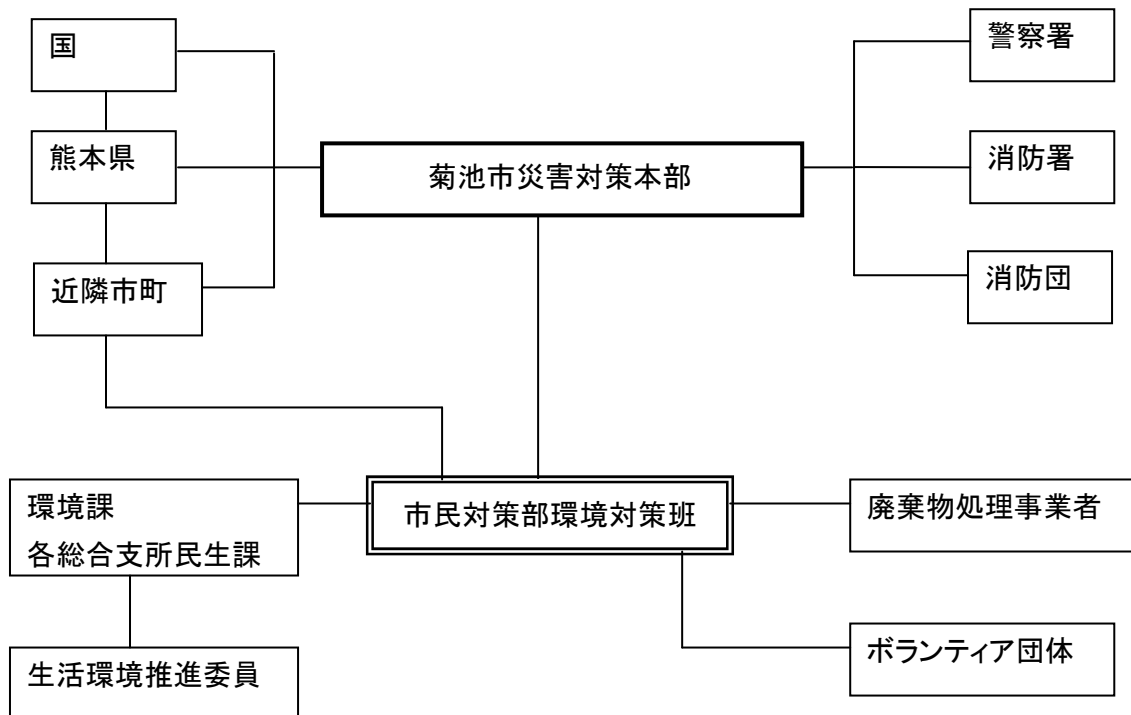 国
警察署
熊本県
菊池市災害対策本部
消防署
近隣市町
消防団
環境課
各総合支所民生課
市民対策部環境対策班
廃棄物処理事業者
生活環境推進委員
ボランティア団体